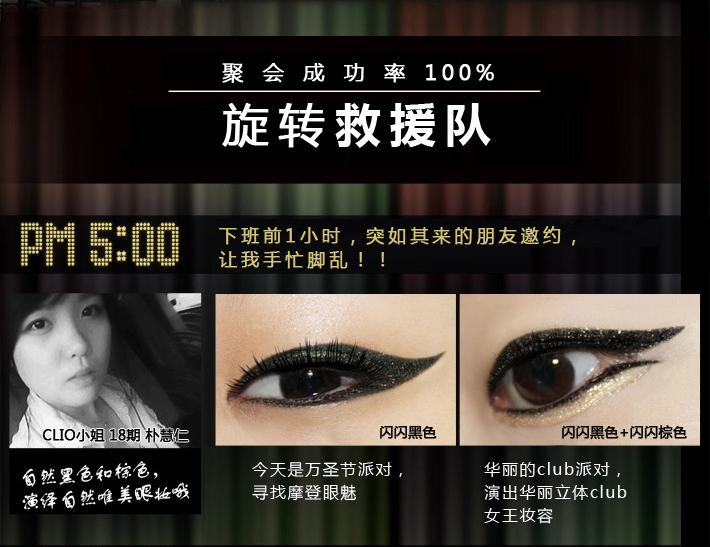 聚会成功率 100%
旋转救援队
PM 5:00
下班前1小时，突如其来的朋友邀约，
让我手忙脚乱！！
CLIO小姐 18期 朴慧仁
自然黑色和棕色，
演绎自然唯美眼妆哦
闪闪黑色
今天是万圣节派对，
寻找摩登眼魅
闪闪黑色+闪闪棕色
华丽的club派对，
演出华丽立体club
女王妆容